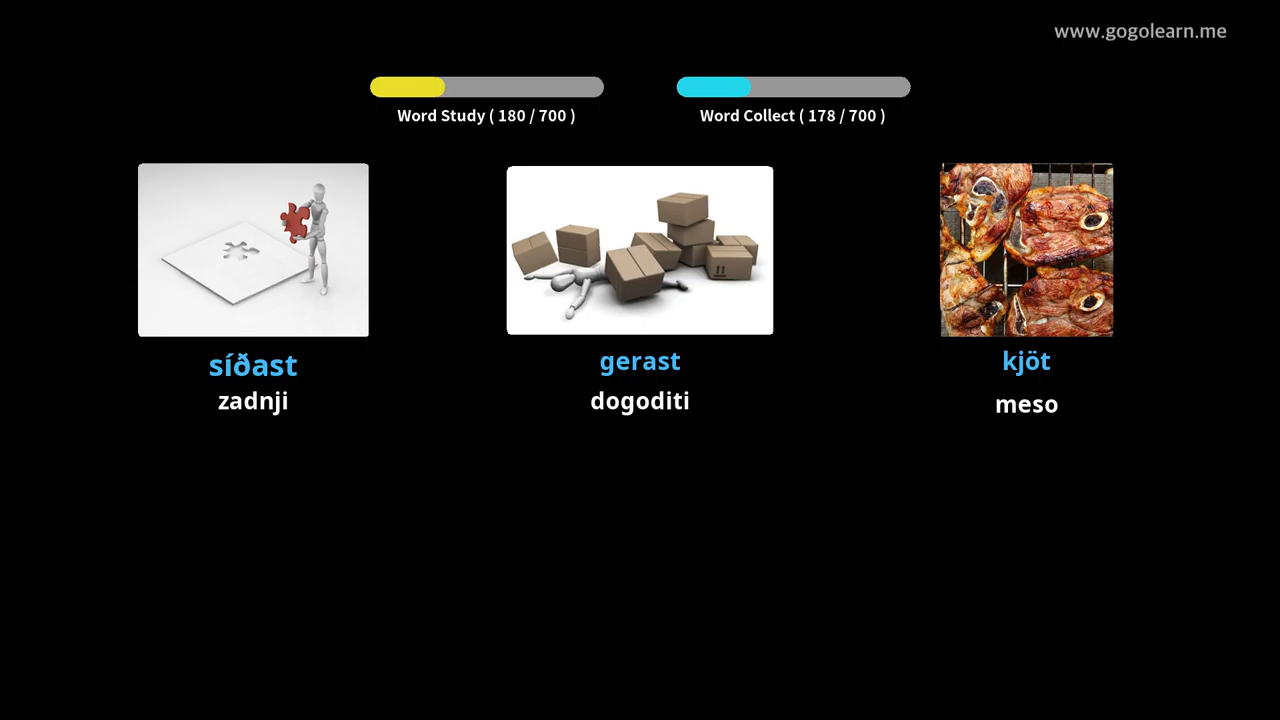 www.gogolearn.me
Word Study ( 180 / 700 )
Word Collect ( 178 / 700 )
síðast
zadnji
gerast
dogoditi
kjöt
meso